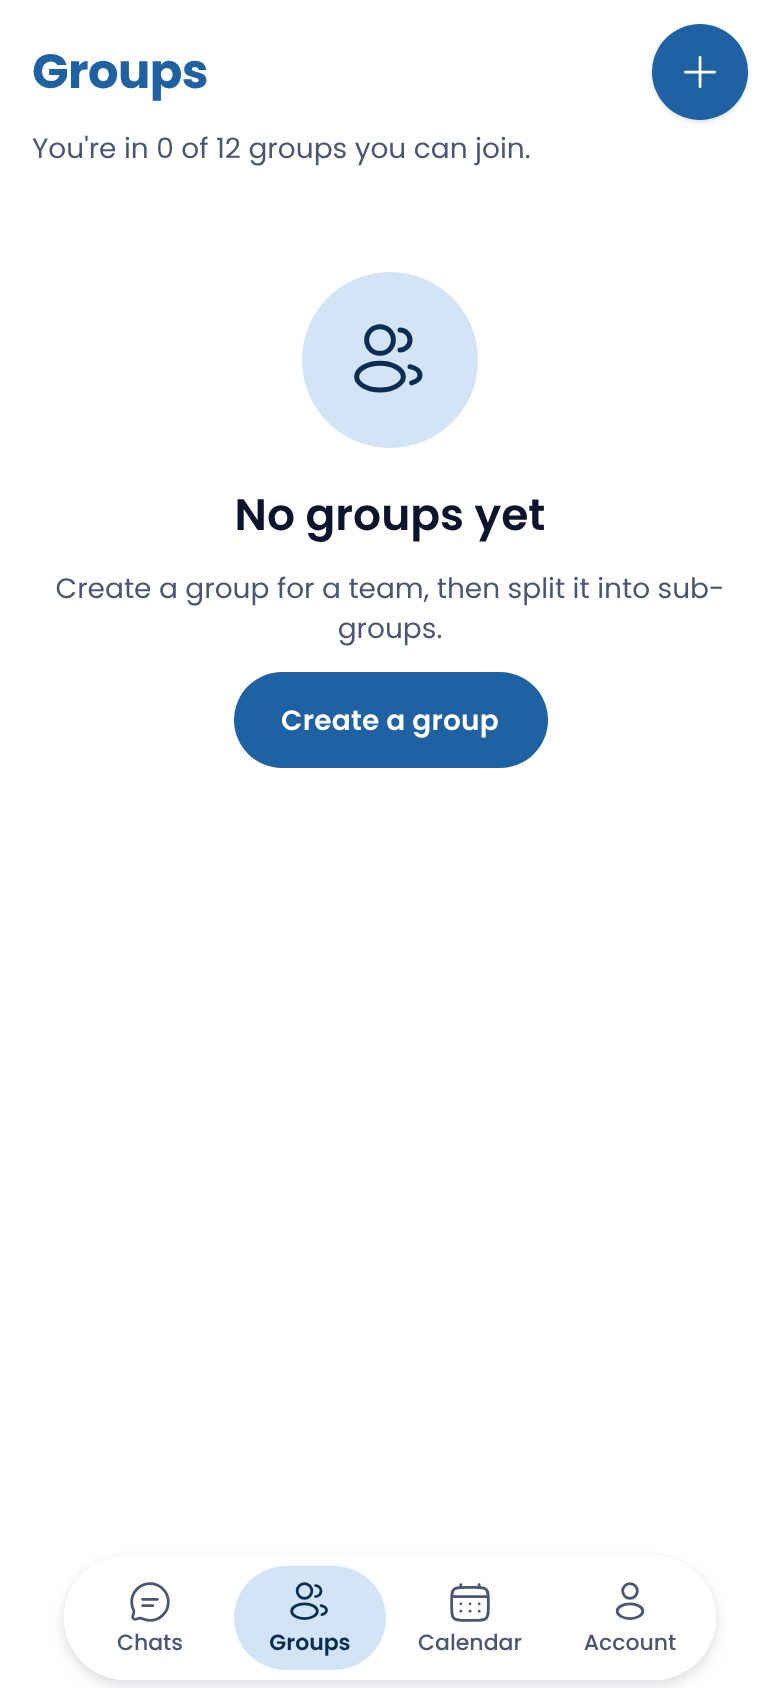 Groups
You're in 0 of 12 groups you can join.
No groups yet
Create a group for a team, then split it into sub-
groups.
Create a group
Chats
Groups
Calendar
Account